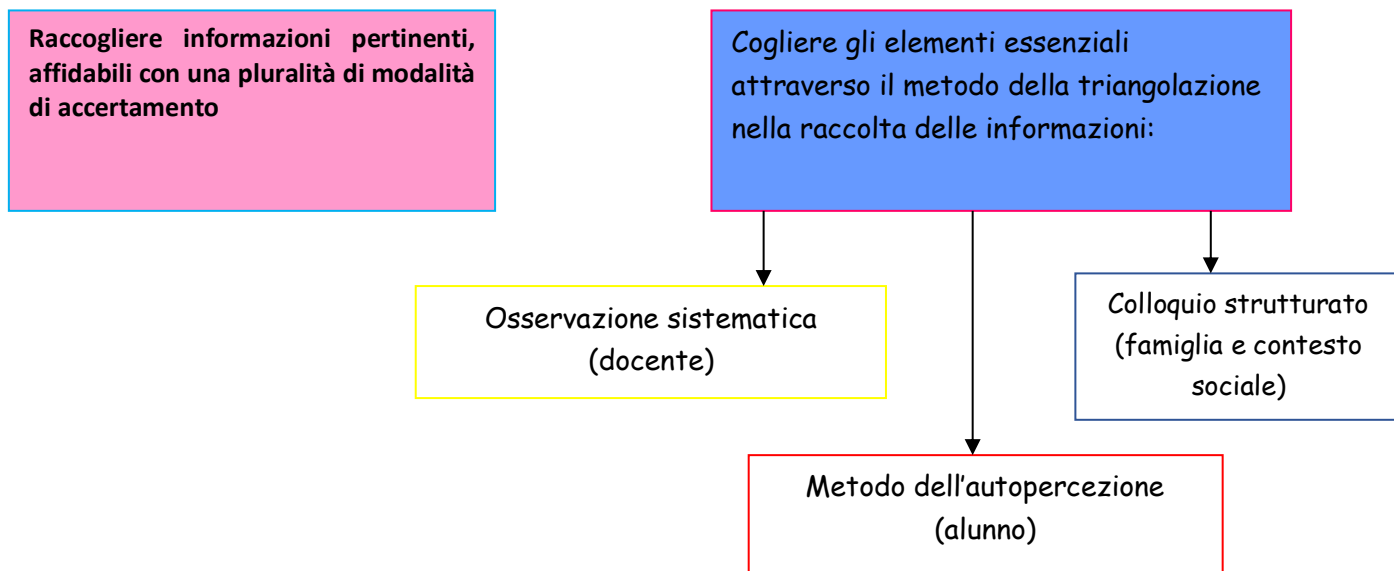 Raccogliere informazioni pertinenti,
affidabili con una pluralità di modalità
di accertamento
Cogliere gli elementi essenziali
attraverso il metodo della triangolazione
nella raccolta delle informazioni:
Osservazione sistematica
(docente)
Colloquio strutturato
(famiglia e contesto
sociale)
Metodo dell'autopercezione
(alunno)